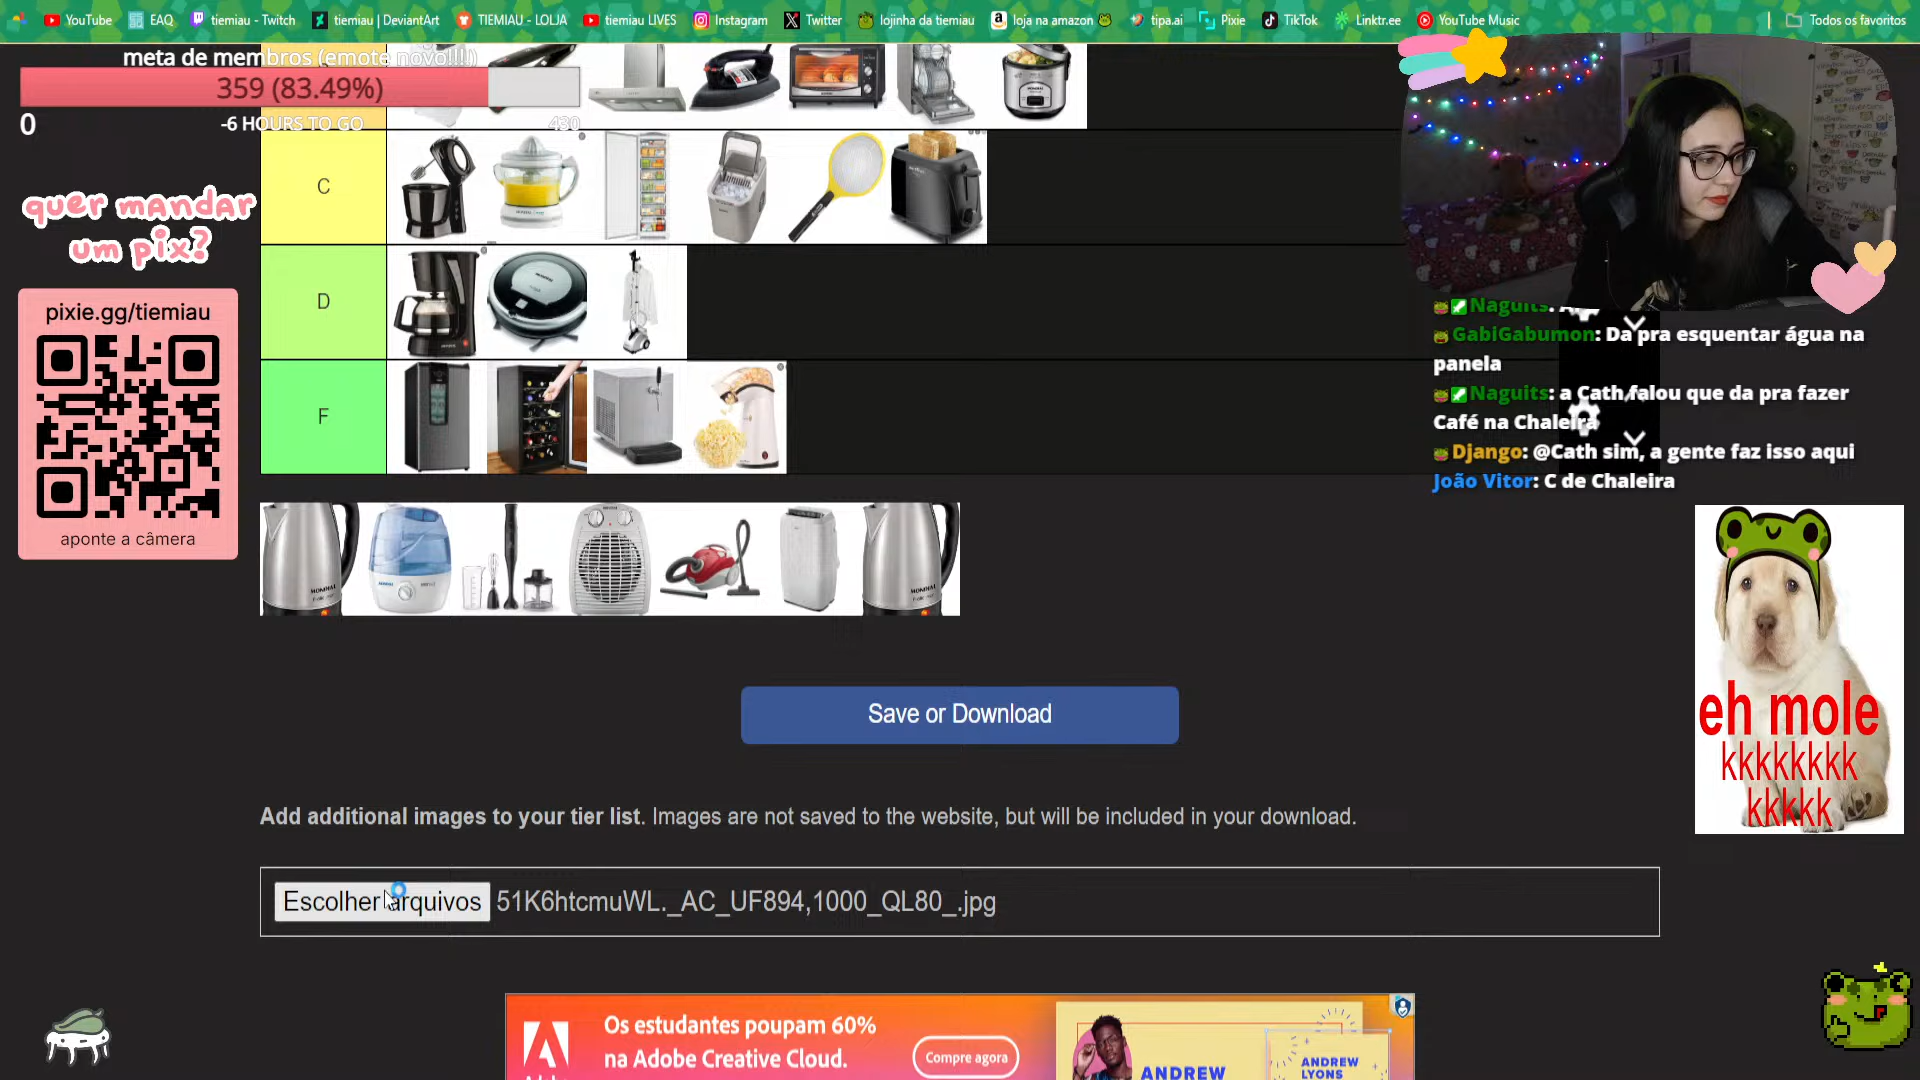 YouTube
EAQ
tiemiau - Twitch
tiemiau | DeviantArt
TIEMIAU - LOLJA
tiemiau LIVES
Instagram
Twitter
lojinha da tiemiau
loja na amazon
tipa.ai
Pixie
TikTok
Linktr.ee
YouTube Music
Todos os favoritos
meta de membros (emote novo!!!!)
359 (83.49%)
0
-6 HOURS TO GO
430
quer mandar
um pix?
pixie.gg/tiemiau
aponte a câmera
C
D
F
MONDIAL
MONDIAL
Naguits:
GabiGabumon: Da pra esquentar água na
panela
Naguits: a Cath falou que da pra fazer
Café na Chaleira
Django: @Cath sim, a gente faz isso aqui
João Vitor: C de Chaleira
eh mole
kkkkkkkk
kkkkk
Save or Download
Add additional images to your tier list. Images are not saved to the website, but will be included in your download.
Escolher arquivos 51K6htcmuWL._AC_UF894,1000_QL80_.jpg
Os estudantes poupam 60%
na Adobe Creative Cloud.
Compre agora
ANDREW
ANDREW
LYONS